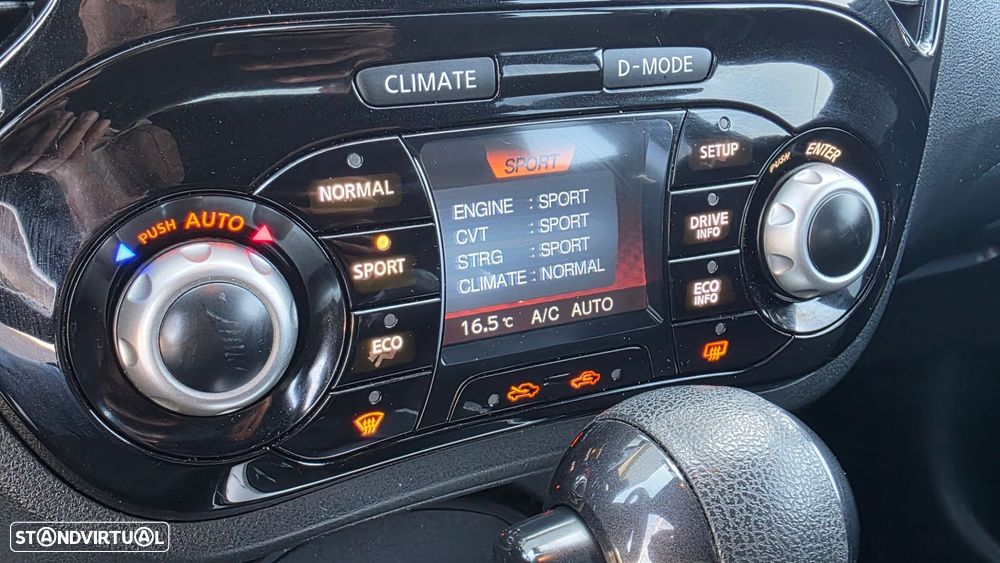 CLIMATE
D-MODE
NORMAL
SPORT
ECO
PUSH AUTO
SPORT
ENGINE : SPORT
CVT : SPORT
STRG : SPORT
CLIMATE : NORMAL
16.5°C A/C AUTO
SETUP
DRIVE
INFO
ECO
INFO
PUSH ENTER
STANDVIRTUAL